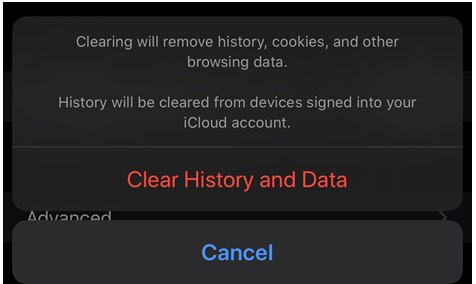 Clearing will remove history, cookies, and other
browsing data.
History will be cleared from devices signed into your
iCloud account.
Clear History and Data
Advanced
Cancel